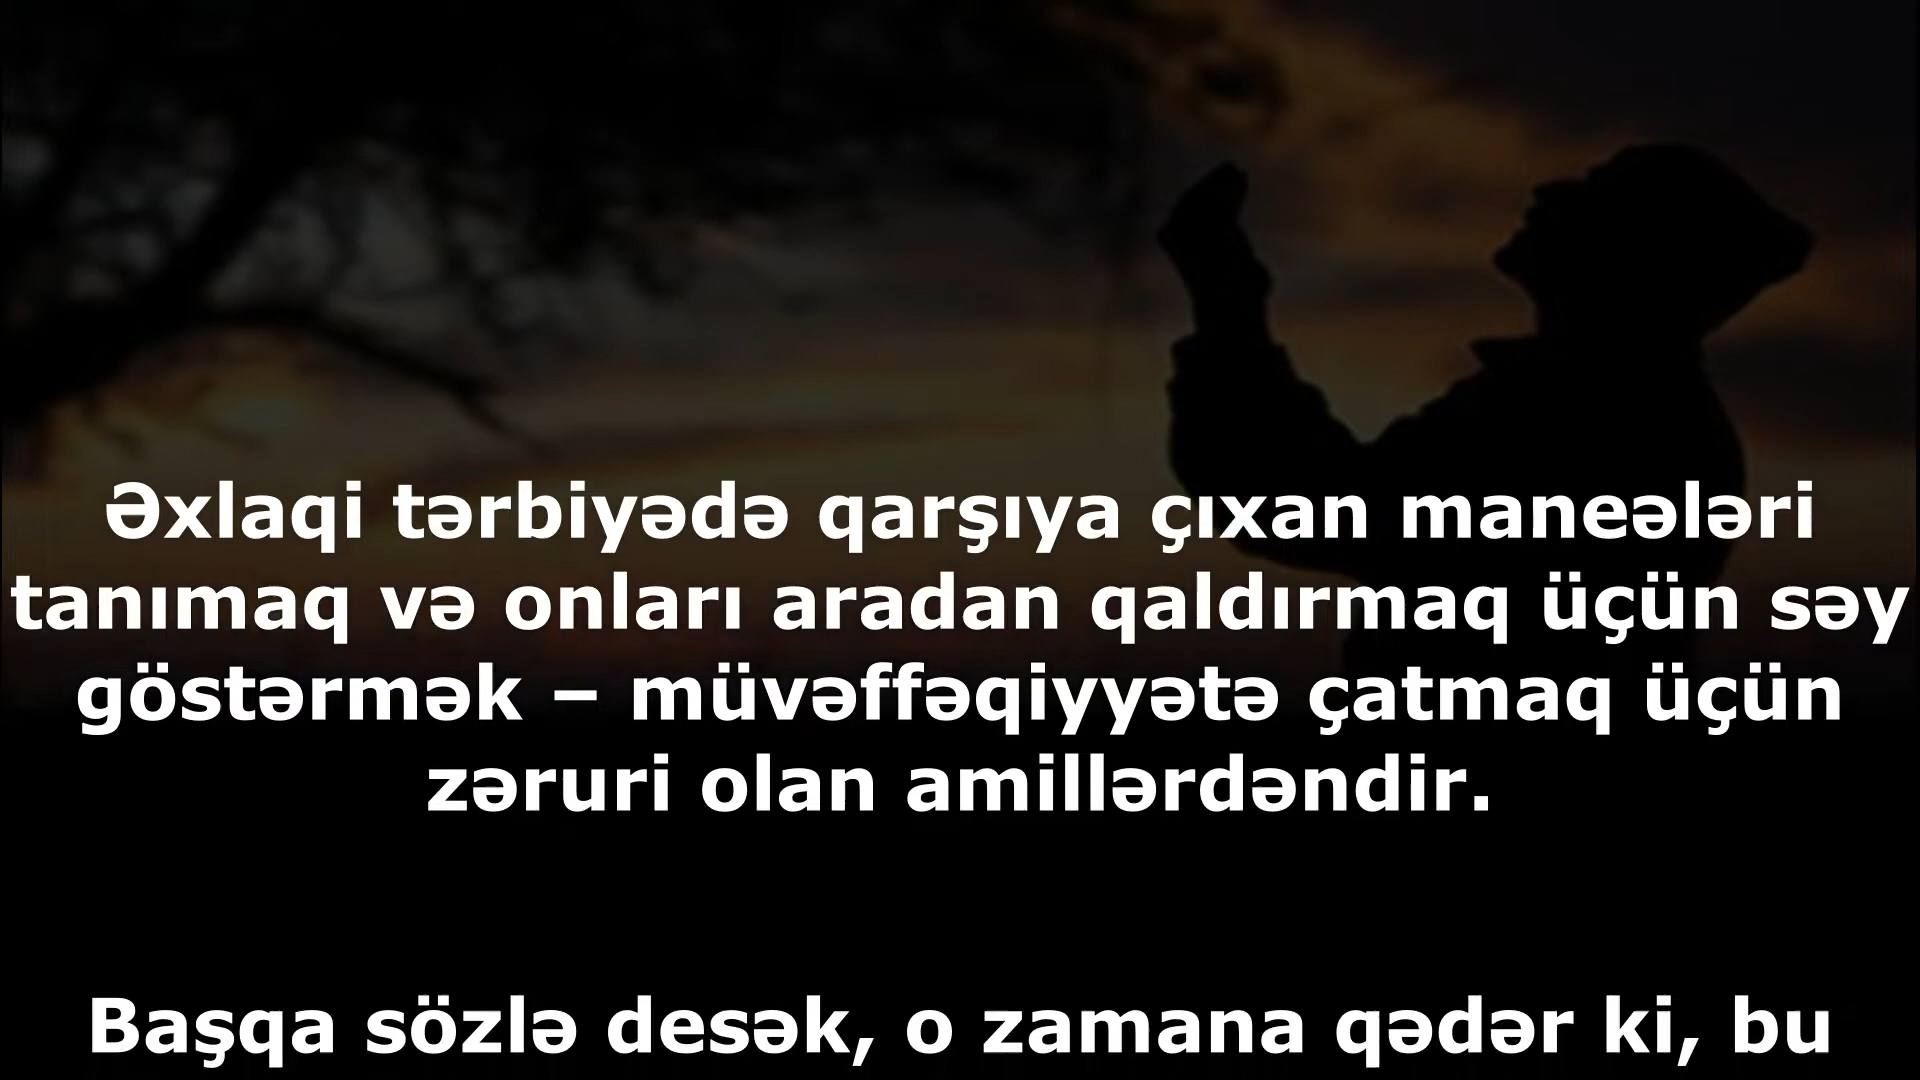 Əxlaqi tərbiyədə qarşıya çıxan maneələri
tanımaq və onları aradan qaldırmaq üçün səy
göstərmək – müvəffəqiyyətə çatmaq üçün
zəruri olan amillərdəndir.
Başqa sözlə desək, o zamana qədər ki, bu